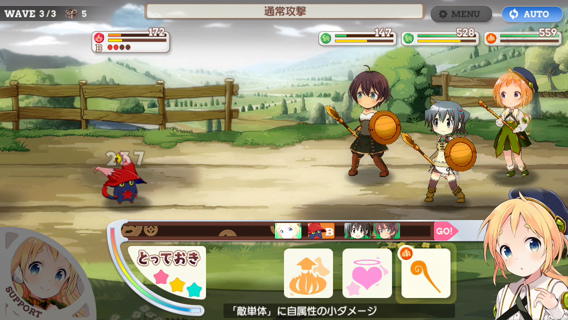 WAVE 3/3 5
通常攻撃
MENU
AUTO
172
B
147
528
559
237
B
GO!
とっておき
SUPPORT
「敵単体」に自属性の小ダメージ